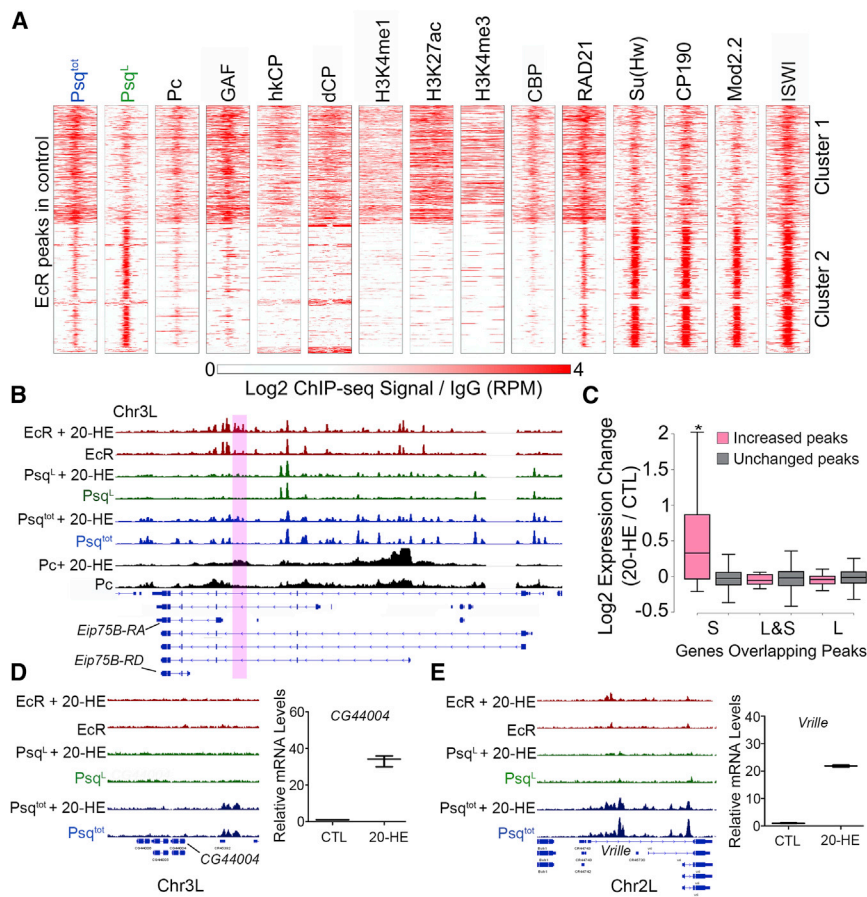 A
Psqtot
PsqL
Pc
GAF
hkCP
dCP
H3K4me1
H3K27ac
H3K4me3
CBP
RAD21
Su(Hw)
CP190
Mod2.2
ISWI
EcR peaks in control
Cluster 1
Cluster 2
0
4
Log2 ChIP-seq Signal / IgG (RPM)
B
Chr3L
EcR + 20-HE
EcR
PsqL + 20-HE
PsqL
Psqtot + 20-HE
Psqtot
Pc+ 20-HE
Pc
Eip75B-RA
Eip75B-RD
C
Log2 Expression Change
(20-HE / CTL)
2
1.5
1
0.5
0
-0.5
*
Increased peaks
Unchanged peaks
S
L&S
L
Genes Overlapping Peaks
D
EcR + 20-HE
EcR
PsqL + 20-HE
PsqL
Psqtot + 20-HE
Psqtot
CG44004
Chr3L
Relative mRNA Levels
60
40
20
0
CG44004
CTL
20-HE
E
EcR + 20-HE
EcR
PsqL + 20-HE
PsqL
Psqtot + 20-HE
Psqtot
Vrille
Chr2L
Relative mRNA Levels
40
30
20
10
0
Vrille
CTL
20-HE